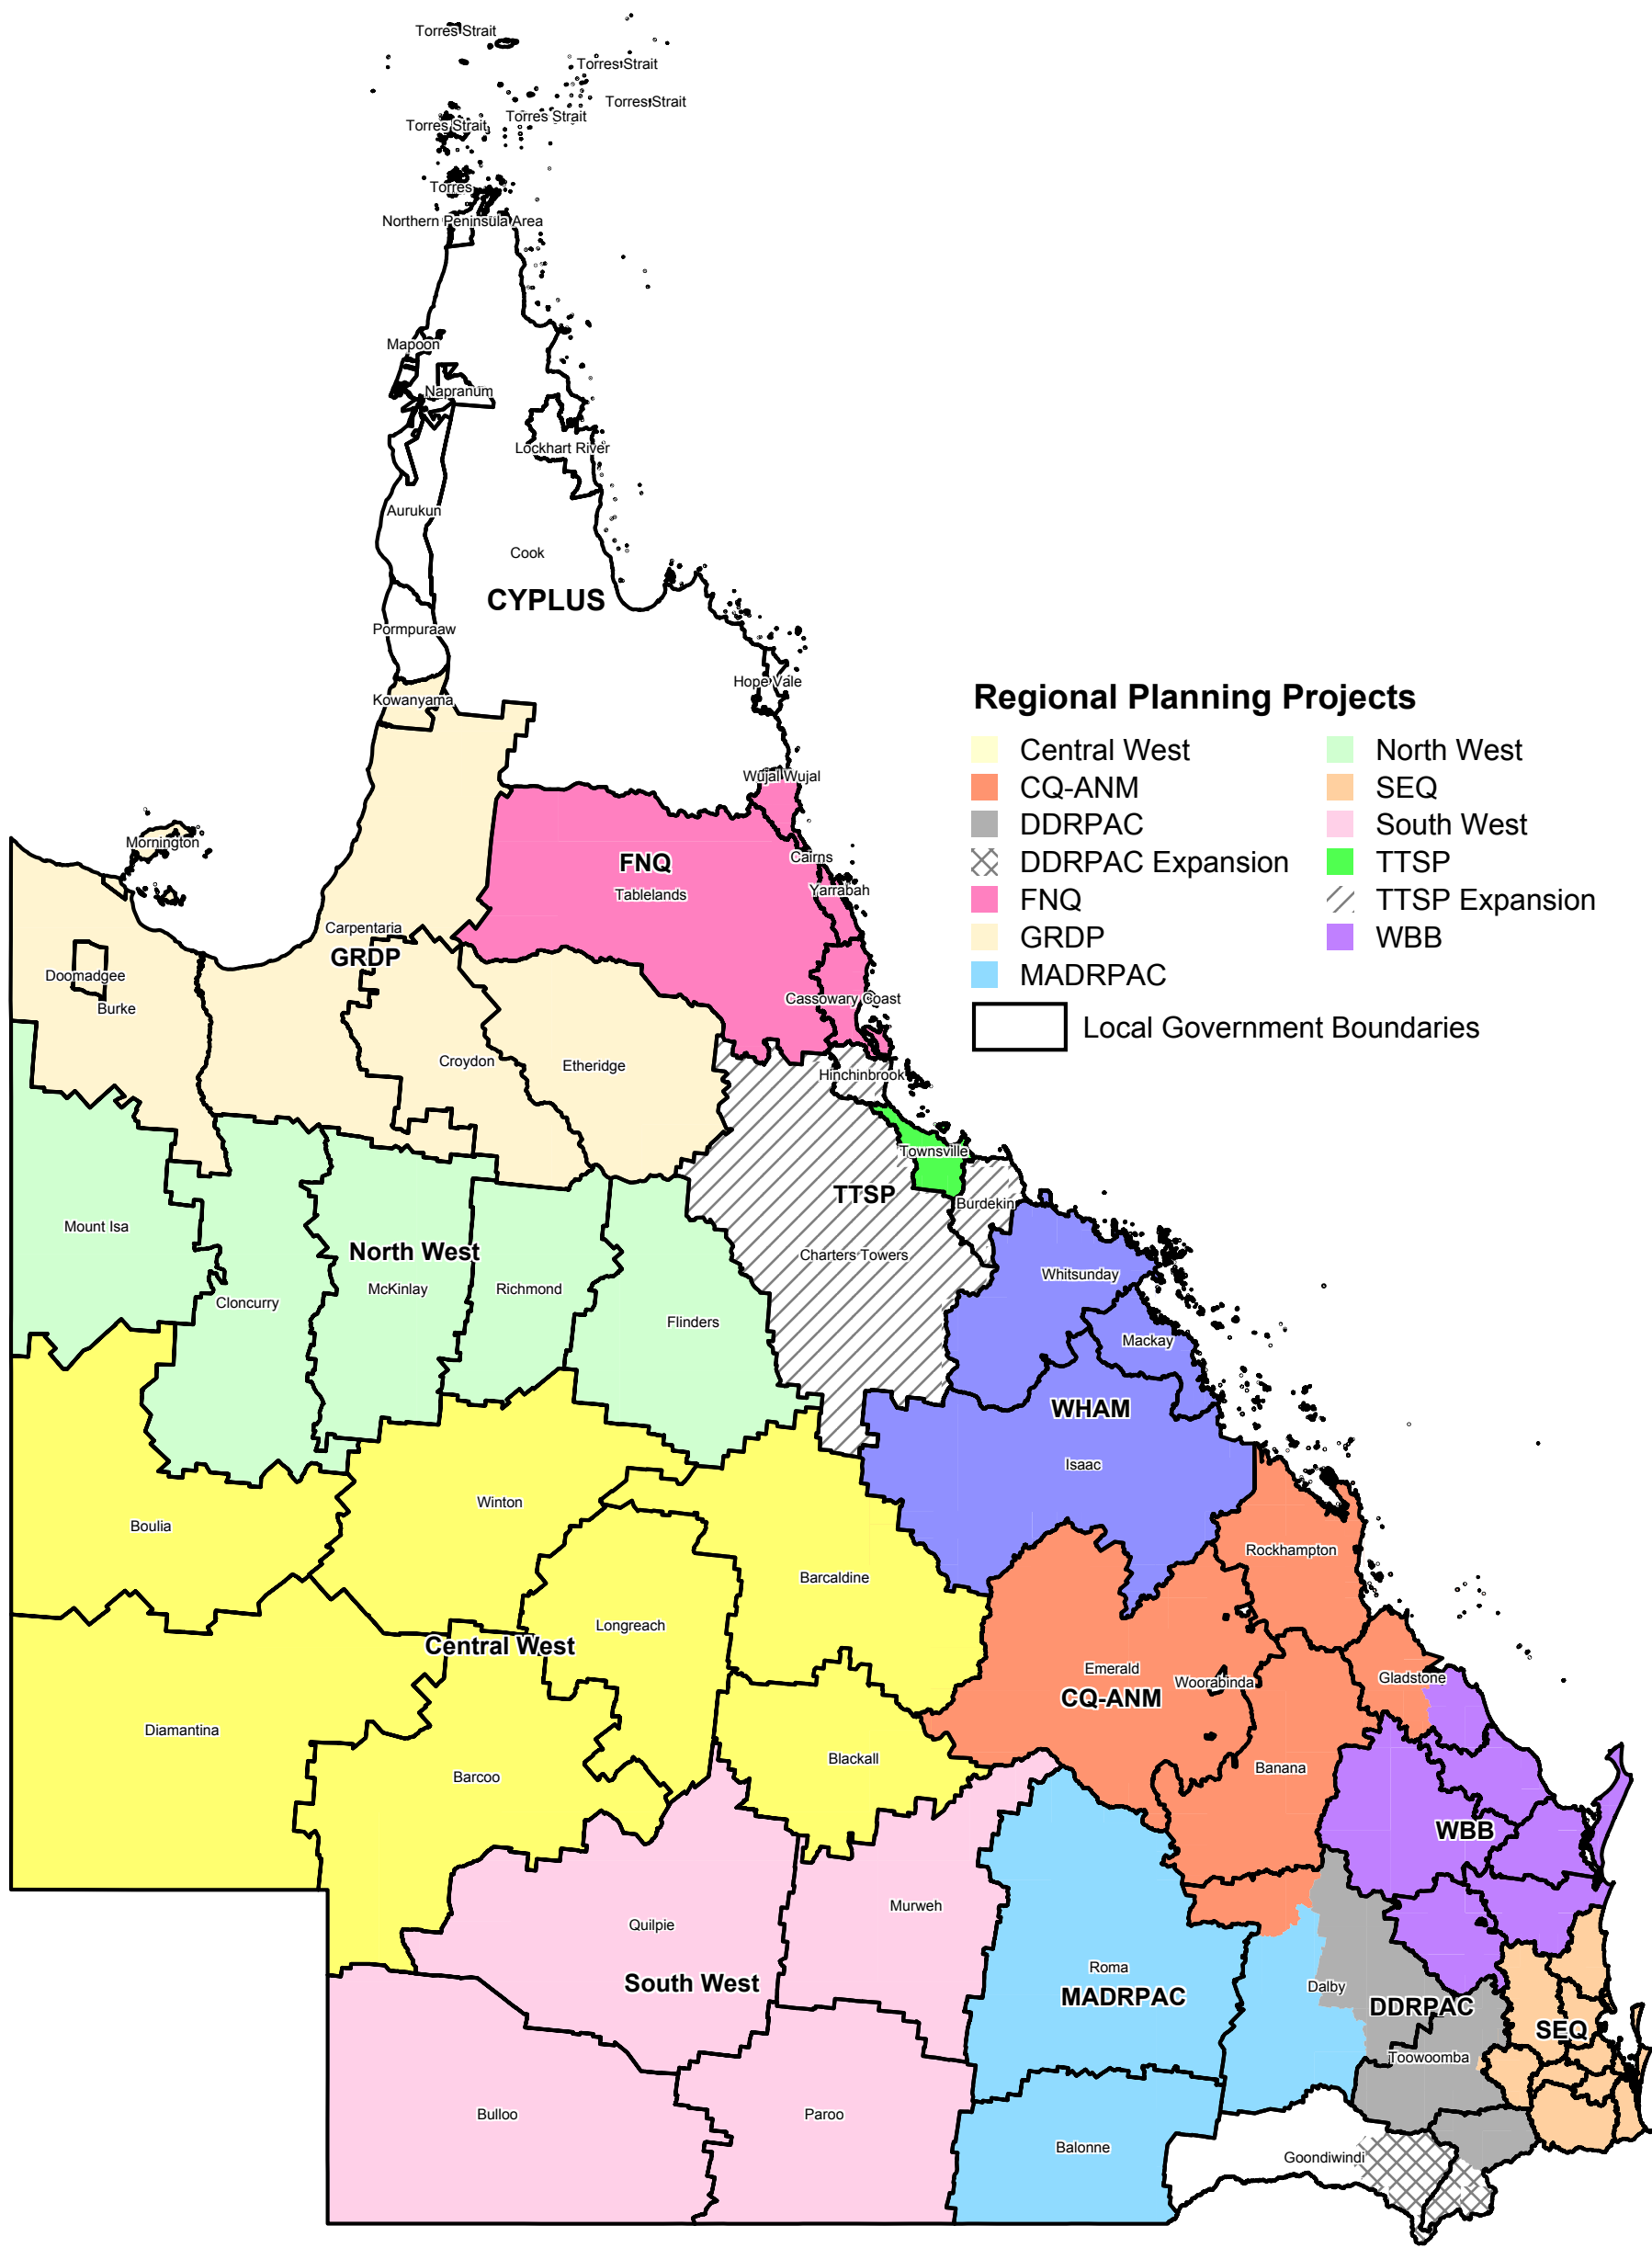 Torres Strait
Torres Strait
Torres Strait
Torres Strait
Torres Strait
Torres
Northern Peninsula Area
Mapoon
Napranum
Lockhart River
Aurukun
Cook
CYPLUS
Pormpuraaw
Hope Vale
Kowanyama
Regional Planning Projects
Central West
CQ-ANM
DDRPAC
DDRPAC Expansion
FNQ
GRDP
MADRPAC
North West
SEQ
South West
TTSP
TTSP Expansion
WBB
Local Government Boundaries
Wujal Wujal
Mornington
Cairns
FNQ
Tablelands
Yarrabah
Carpentaria
GRDP
Doomadgee
Burke
Cassowary Coast
Croydon
Etheridge
Hinchinbrook
Townsville
TTSP
Burdekin
Mount Isa
North West
Charters Towers
Whitsunday
McKinlay
Richmond
Cloncurry
Flinders
Mackay
WHAM
Isaac
Winton
Boulia
Rockhampton
Barcaldine
Longreach
Central West
Emerald
Woorabinda
Gladstone
CQ-ANM
Diamantina
Blackall
Banana
Barcoo
WBB
Murweh
Quilpie
Roma
South West
MADRPAC
Dalby
DDRPAC
SEQ
Toowoomba
Bulloo
Paroo
Balonne
Goondiwindi